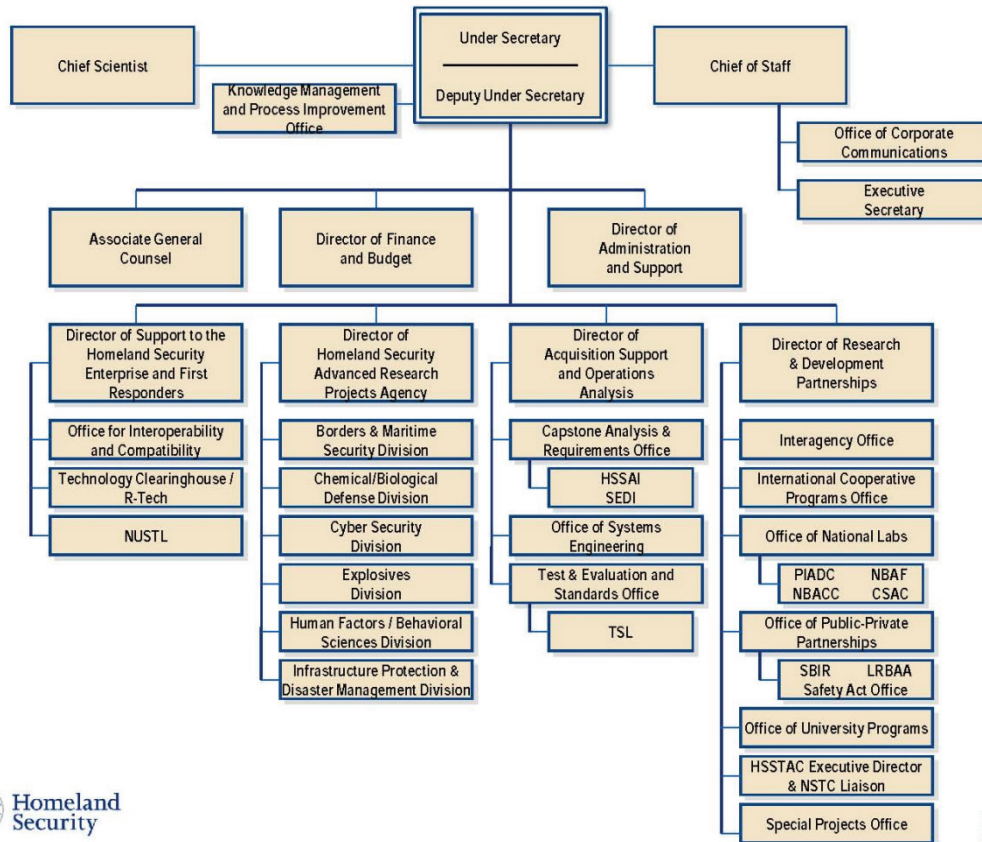 Under Secretary
Deputy Under Secretary
Chief Scientist
Chief of Staff
Knowledge Management
and Process Improvement
Office
Office of Corporate
Communications
Executive
Secretary
Associate General
Counsel
Director of Finance
and Budget
Director of
Administration
and Support
Director of Support to the
Homeland Security
Enterprise and First
Responders
Office for Interoperability
and Compatibility
Technology Clearinghouse /
R-Tech
NUSTL
Director of
Homeland Security
Advanced Research
Projects Agency
Borders & Maritime
Security Division
Chemical/Biological
Defense Division
Cyber Security
Division
Explosives
Division
Human Factors / Behavioral
Sciences Division
Infrastructure Protection &
Disaster Management Division
Director of
Acquisition Support
and Operations
Analysis
Capstone Analysis &
Requirements Office
HSSAI
SEDI
Office of Systems
Engineering
Test & Evaluation and
Standards Office
TSL
Director of Research
& Development
Partnerships
Interagency Office
International Cooperative
Programs Office
Office of National Labs
PIADC NBAF
NBACC CSAC
Office of Public-Private
Partnerships
SBIR LRBAA
Safety Act Office
Office of University Programs
HSSTAC Executive Director
& NSTC Liaison
Special Projects Office
Homeland
Security